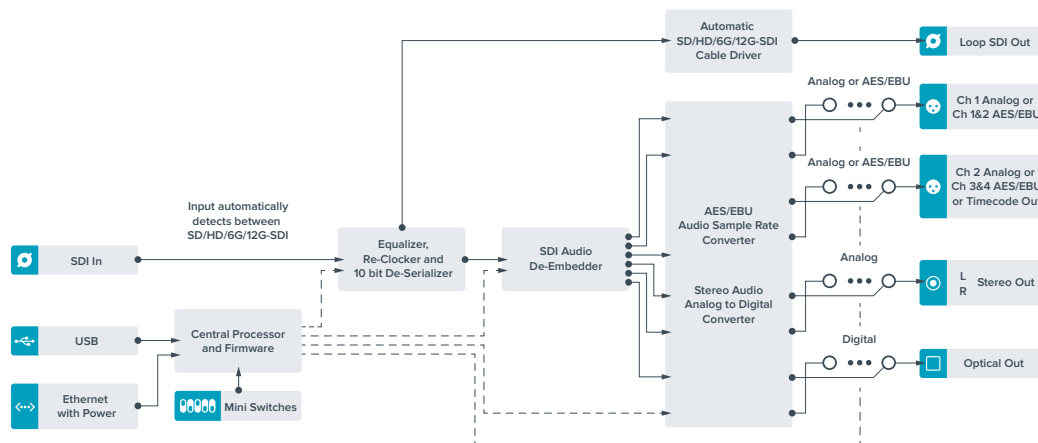 Automatic
SD/HD/6G/12G-SDI
Cable Driver
Loop SDI Out
Analog or AES/EBU
Ch 1 Analog or
Ch 1&2 AES/EBU
Analog or AES/EBU
Ch 2 Analog or
Ch 3&4 AES/EBU
or Timecode Out
Input automatically
detects between
SD/HD/6G/12G-SDI
AES/EBU
Audio Sample Rate
Converter
SDI In
Equalizer,
Re-Clocker and
10 bit De-Serializer
SDI Audio
De-Embedder
Analog
L
R
Stereo Out
Stereo Audio
Analog to Digital
Converter
USB
Central Processor
and Firmware
Digital
Optical Out
Ethernet
with Power
Mini Switches